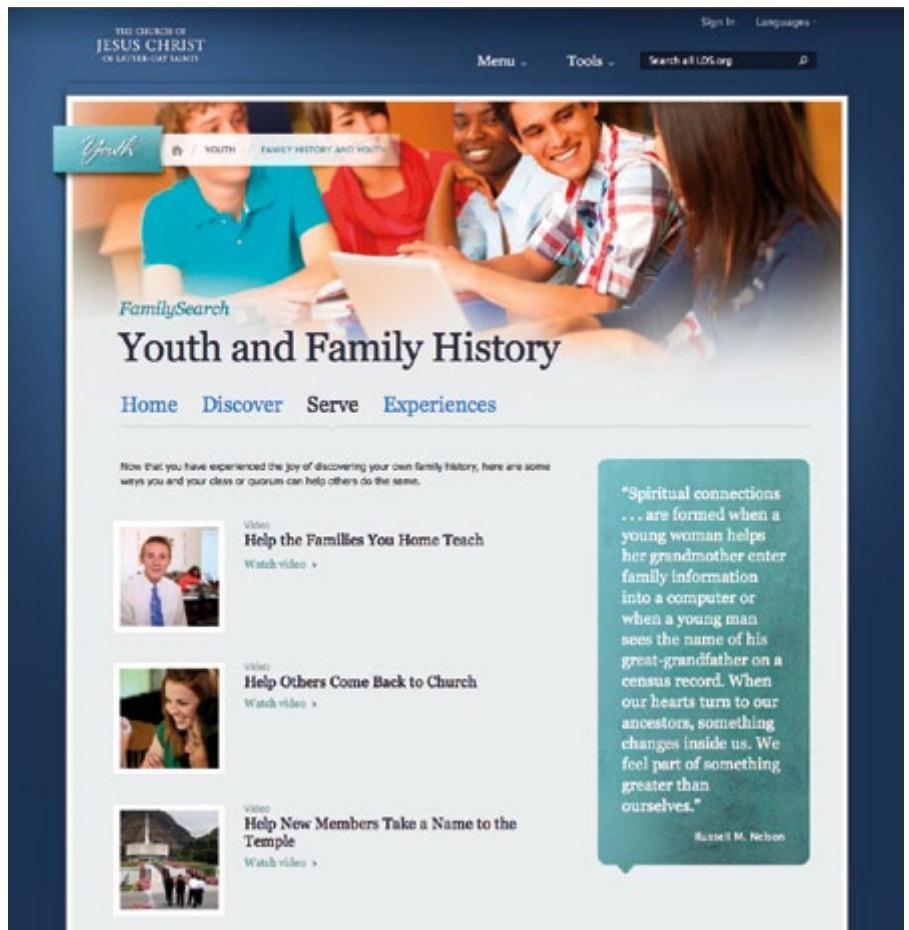 THE CHURCH OF
JESUS CHRIST
OF LATTER-DAY SAINTS
Sign In Languages
Menu Tools Search all LDS.org
Youth
YOUTH / FAMILY HISTORY AND YOUTH
FamilySearch
Youth and Family History
Home Discover Serve Experiences
Now that you have experienced the joy of discovering your own family history, here are some
ways you and your class or quorum can help others do the same.
Video
Help the Families You Home Teach
Watch video
Video
Help Others Come Back to Church
Watch video
Video
Help New Members Take a Name to the
Temple
Watch video
“Spiritual connections
. . . are formed when a
young woman helps
her grandmother enter
family information
into a computer or
when a young man
sees the name of his
great-grandfather on a
census record. When
our hearts turn to our
ancestors, something
changes inside us. We
feel part of something
greater than
ourselves.”
Russell M. Nelson